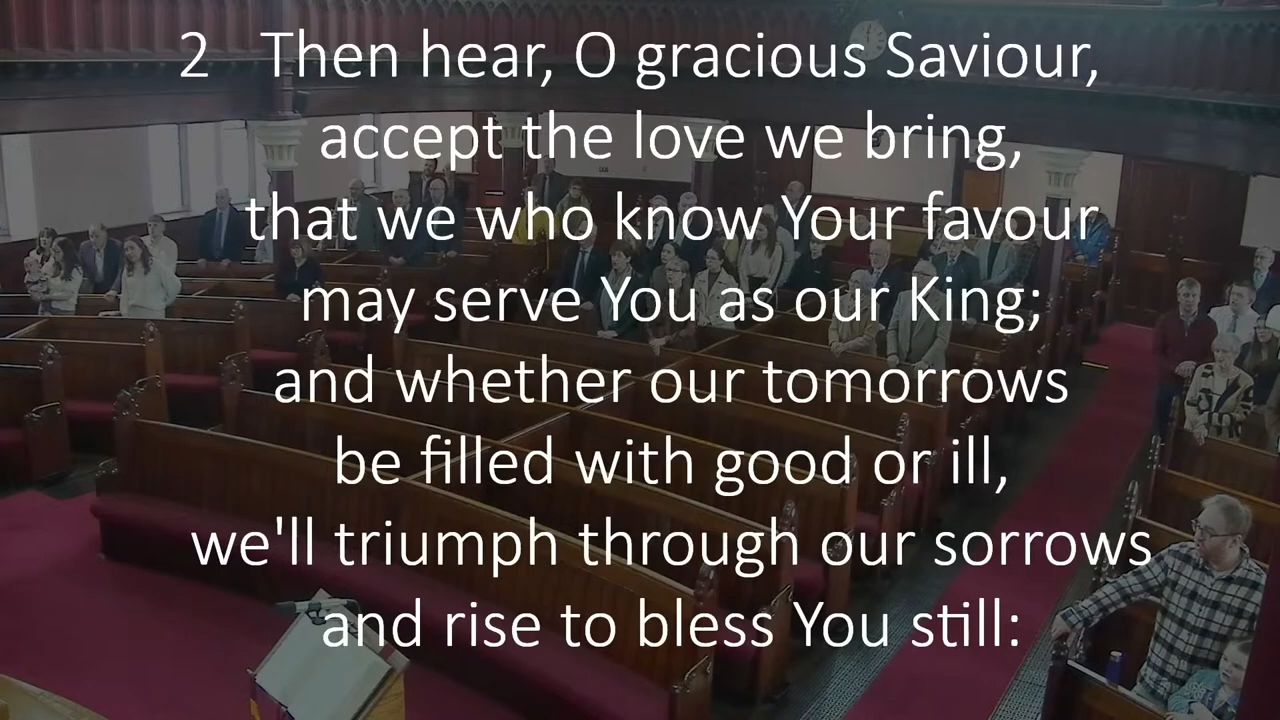 2 Then hear, O gracious Saviour,
accept the love we bring,
that we who know Your favour
may serve You as our King;
and whether our tomorrows
be filled with good or ill,
we'll triumph through our sorrows
and rise to bless You still: